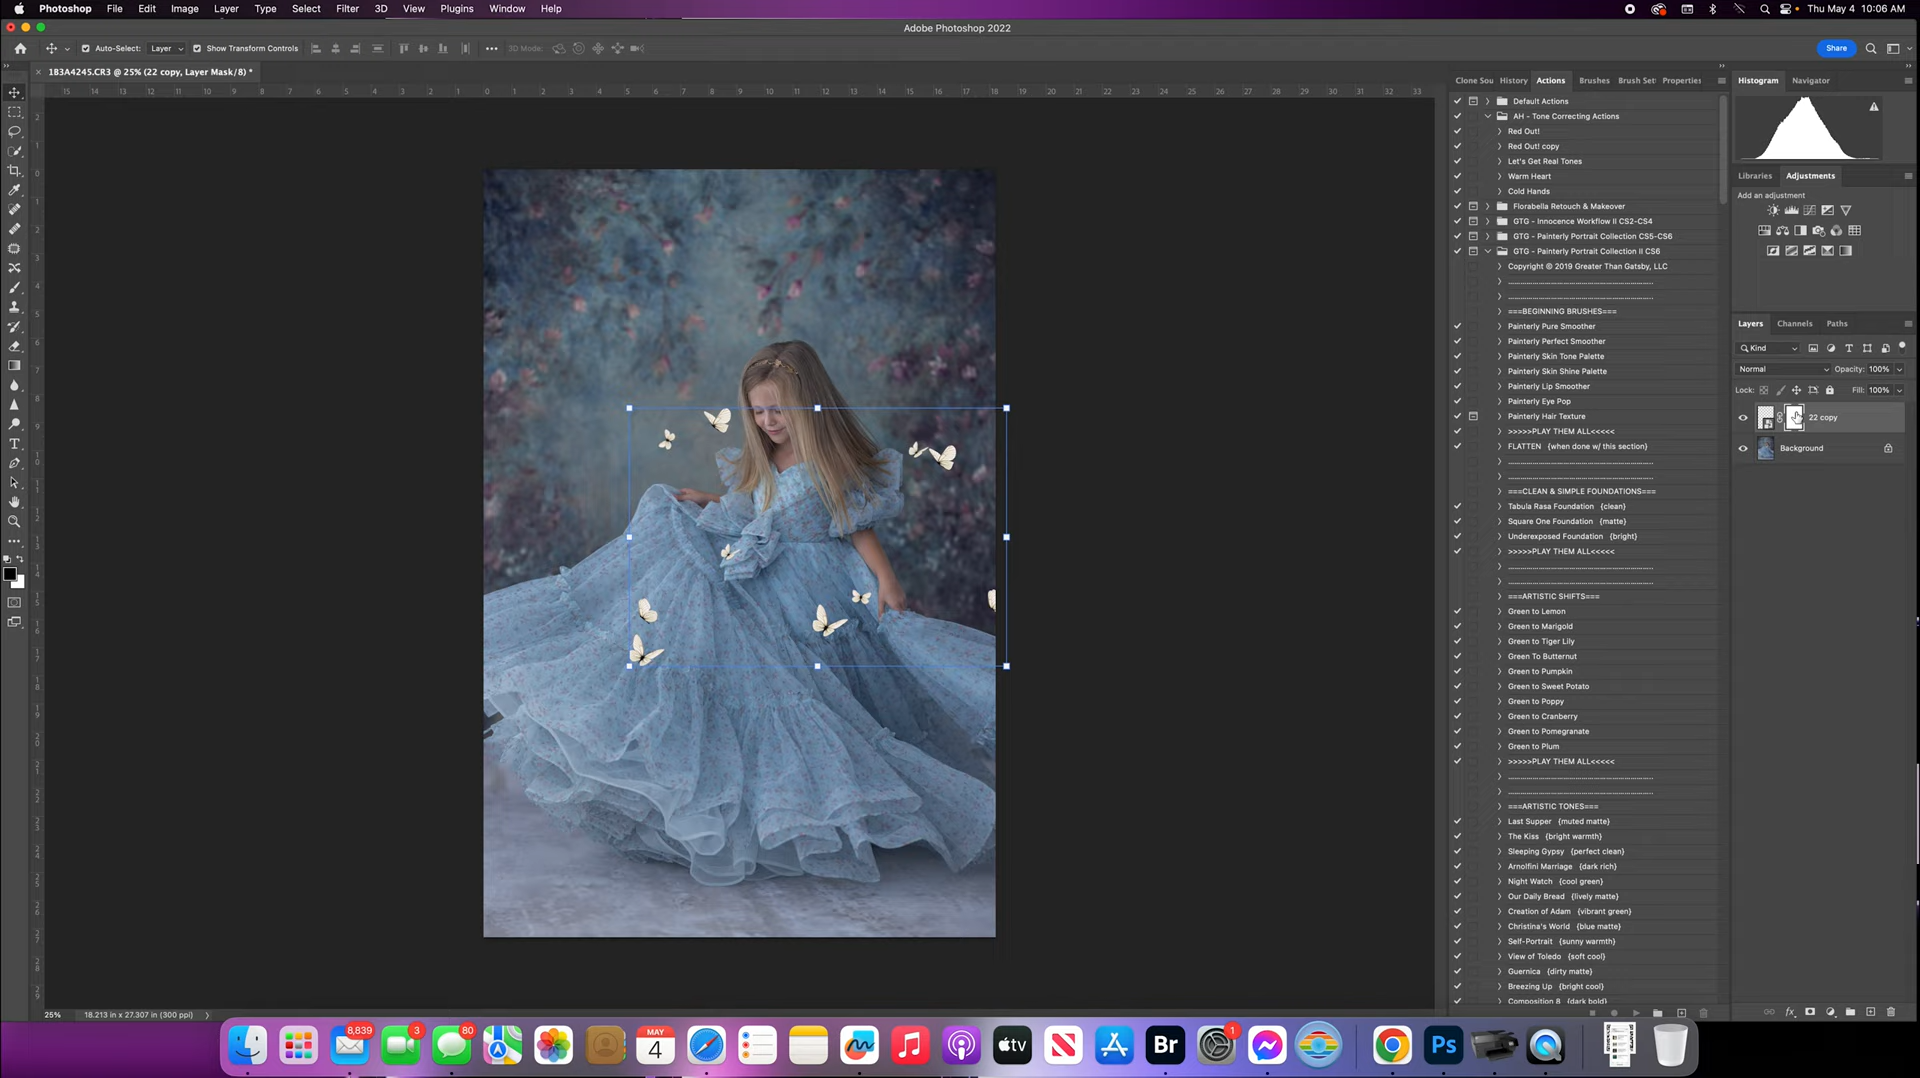 Photoshop File Edit Image Layer Type Select Filter 3D View Plugins Window Help Thu May 4 10:06 AM
Adobe Photoshop 2022
Auto-Select: Layer Show Transform Controls 3D Mode: Share
1B3A4245.CR3 @ 25% (22 copy, Layer Mask/8) *
Clone Sou History Actions Brushes Brush Set Properties
Histogram Navigator
Default Actions
AH - Tone Correcting Actions
Red Out!
Red Out! copy
Let's Get Real Tones
Warm Heart
Cold Hands
Florabella Retouch & Makeover
GTG - Innocence Workflow II CS2-CS4
GTG - Painterly Portrait Collection CS5-CS6
GTG - Painterly Portrait Collection II CS6
Copyright © 2019 Greater Than Gatsby, LLC
===BEGINNING BRUSHES===
Painterly Pure Smoother
Painterly Perfect Smoother
Painterly Skin Tone Palette
Painterly Skin Shine Palette
Painterly Lip Smoother
Painterly Eye Pop
Painterly Hair Texture
>>>>>PLAY THEM ALL<<<<<
FLATTEN {when done w/ this section}
===CLEAN & SIMPLE FOUNDATIONS===
Tabula Rasa Foundation {clean}
Square One Foundation {matte}
Underexposed Foundation {bright}
>>>>>PLAY THEM ALL<<<<<
===ARTISTIC SHIFTS===
Green to Lemon
Green to Marigold
Green to Tiger Lily
Green To Butternut
Green to Pumpkin
Green to Sweet Potato
Green to Poppy
Green to Cranberry
Green to Pomegranate
Green to Plum
>>>>>PLAY THEM ALL<<<<<
===ARTISTIC TONES===
Last Supper {muted matte}
The Kiss {bright warmth}
Sleeping Gypsy {perfect clean}
Arnolfini Marriage {dark rich}
Night Watch {cool green}
Our Daily Bread {lively matte}
Creation of Adam {vibrant green}
Christina's World {blue matte}
Self-Portrait {sunny warmth}
View of Toledo {soft cool}
Guernica {dirty matte}
Breezing Up {bright cool}
Composition 8 {dark bold}
Libraries Adjustments
Add an adjustment
Layers Channels Paths
Kind
Normal Opacity: 100%
Lock: Fill: 100%
22 copy
Background
25% 18.213 in x 27.307 in (300 ppi)
8,839 3 80 MAY 4 tv Br 1 Ps